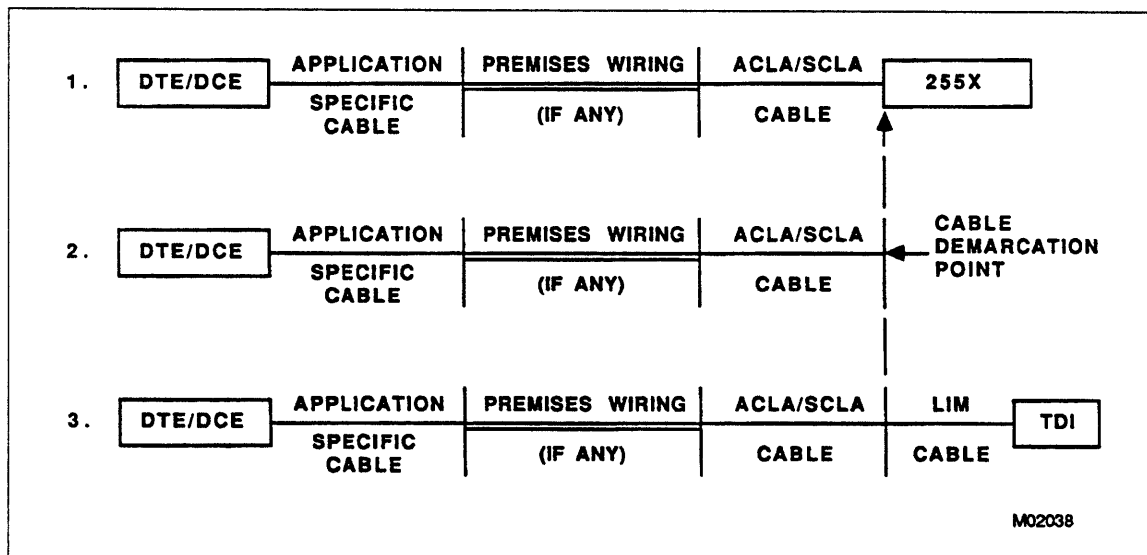 1. DTE/DCE APPLICATION PREMISES WIRING ACLA/SCLA 255X
SPECIFIC (IF ANY) CABLE
CABLE
2. DTE/DCE APPLICATION PREMISES WIRING ACLA/SCLA CABLE
SPECIFIC (IF ANY) CABLE DEMARCATION
CABLE POINT
3. DTE/DCE APPLICATION PREMISES WIRING ACLA/SCLA LIM TDI
SPECIFIC (IF ANY) CABLE CABLE
CABLE
M02038